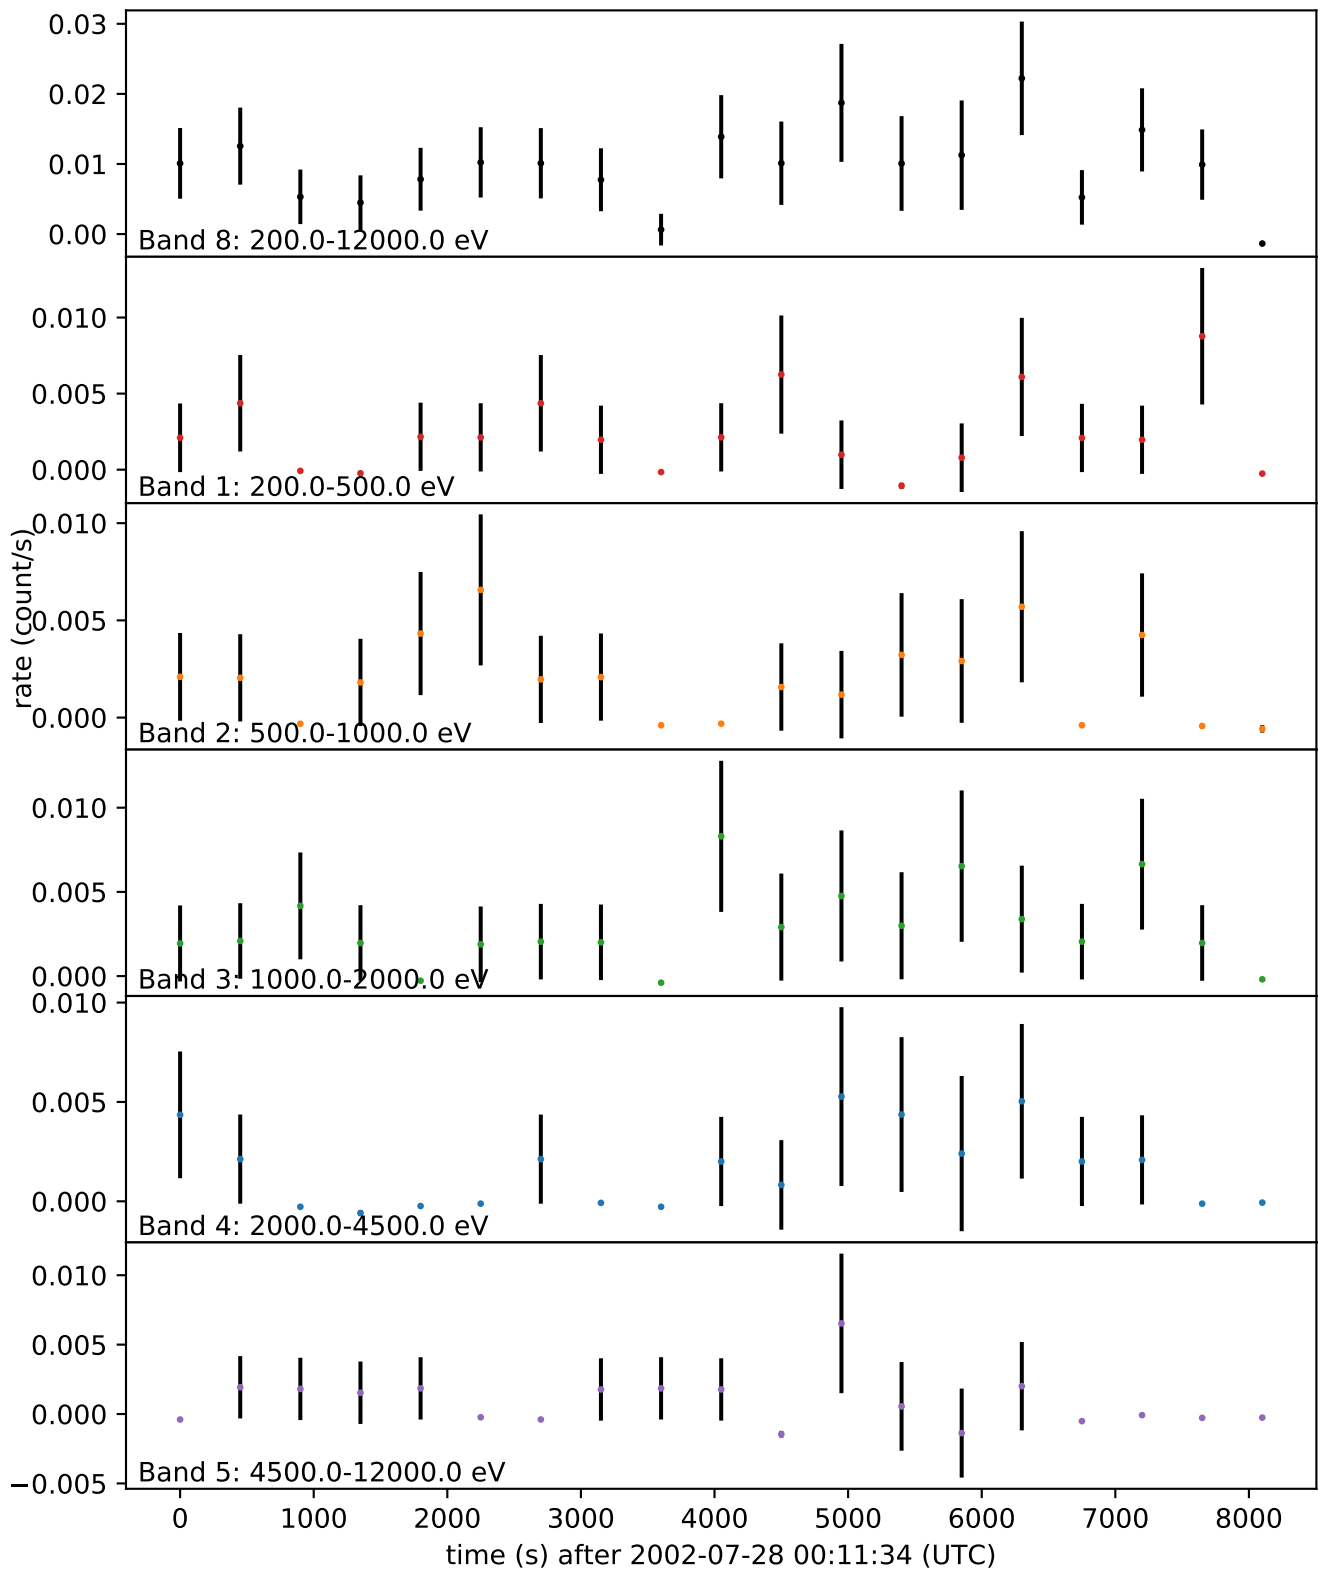 0.03
0.02
0.01
0.00
Band 8: 200.0-12000.0 eV
0.010
0.005
0.000
Band 1: 200.0-500.0 eV
rate (count/s)
0.010
0.005
0.000
Band 2: 500.0-1000.0 eV
0.010
0.005
0.000
Band 3: 1000.0-2000.0 eV
0.010
0.005
0.000
Band 4: 2000.0-4500.0 eV
0.010
0.005
0.000
−0.005
Band 5: 4500.0-12000.0 eV
0 1000 2000 3000 4000 5000 6000 7000 8000
time (s) after 2002-07-28 00:11:34 (UTC)